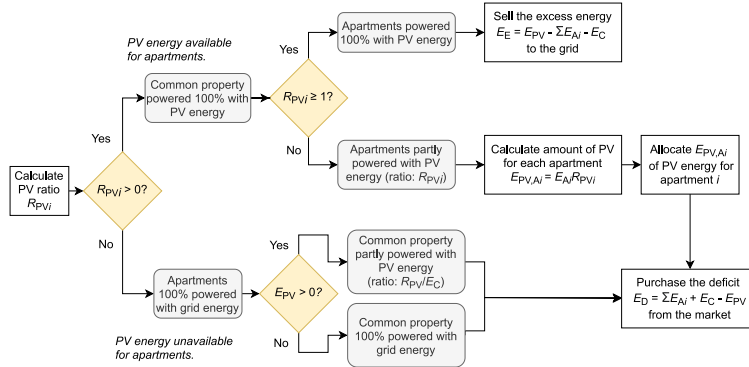 PV energy available
for apartments.
Yes
Apartments powered
100% with PV energy
Sell the excess energy
E_E = E_PV - ΣE_Ai - E_C
to the grid
Common property
powered 100% with
PV energy
R_PVi ≥ 1?
Yes
No
Apartments partly
powered with PV
energy (ratio: R_PVi)
Calculate amount of PV
for each apartment
E_PV,Ai = E_Ai R_PVi
Allocate E_PV,Ai
of PV energy for
apartment i
Calculate
PV ratio
R_PVi
R_PVi > 0?
No
Apartments
100% powered
with grid energy
PV energy unavailable
for apartments.
Yes
E_PV > 0?
No
Common property
partly powered with
PV energy
(ratio: R_PV/E_C)
Common property
100% powered with
grid energy
Purchase the deficit
E_D = ΣE_Ai + E_C - E_PV
from the market